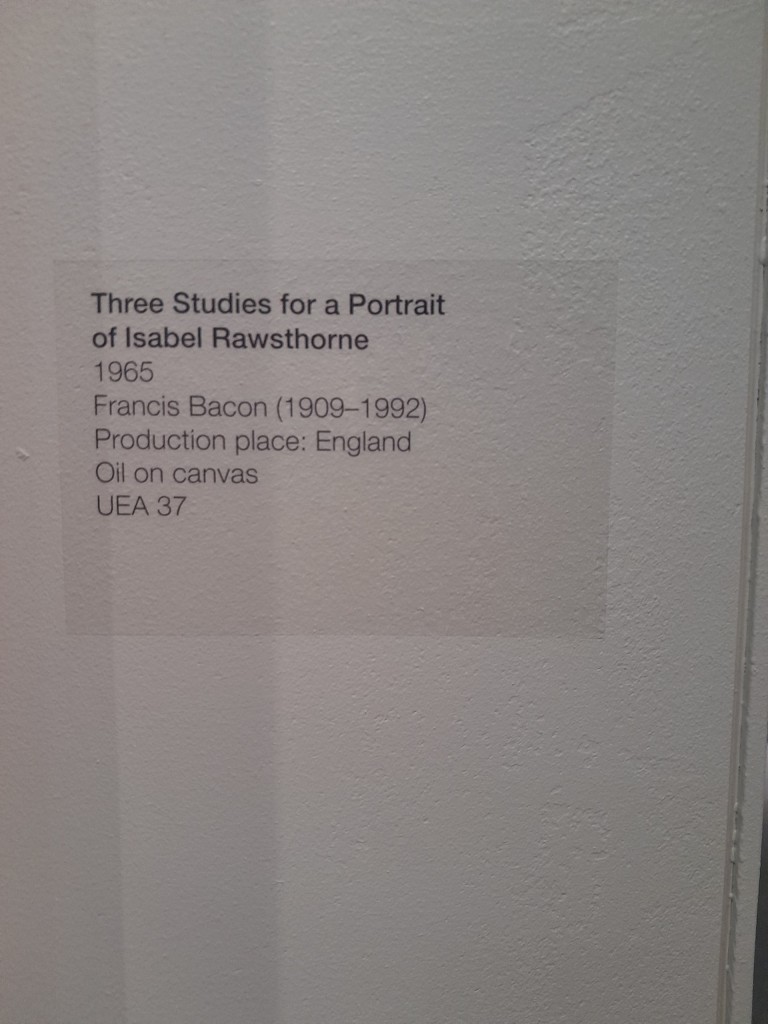 Three Studies for a Portrait
of Isabel Rawsthorne
1965
Francis Bacon (1909–1992)
Production place: England
Oil on canvas
UEA 37